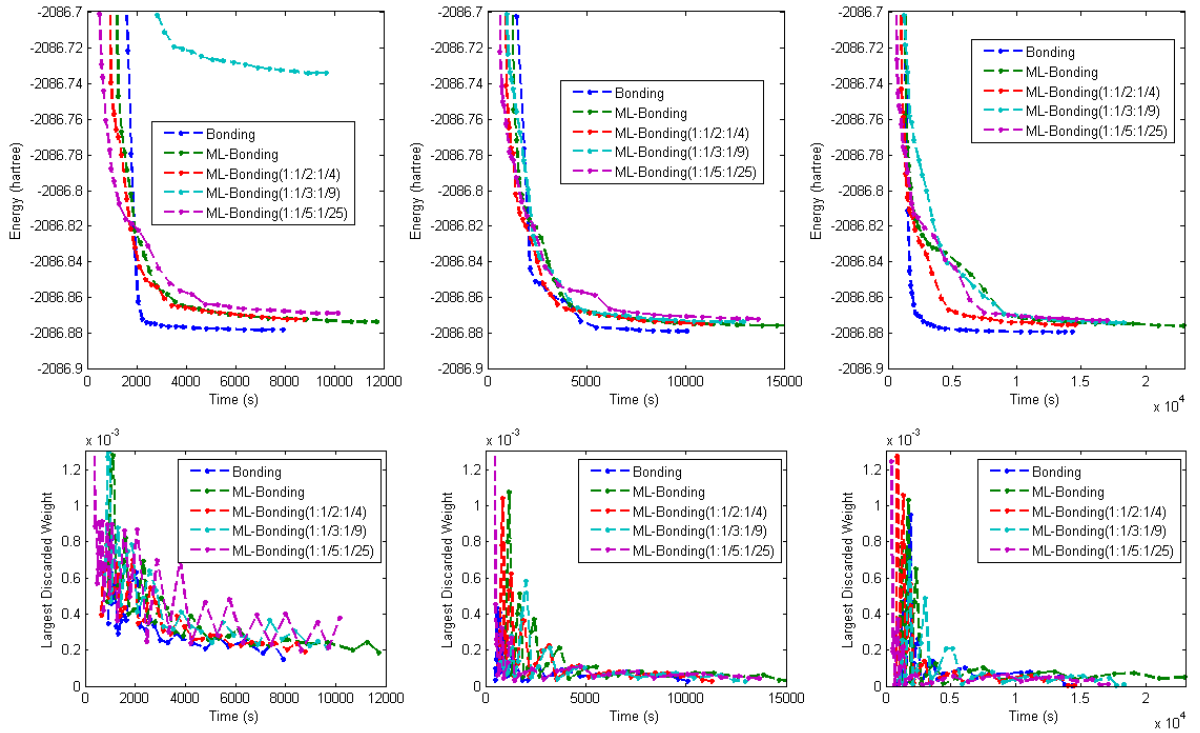 -2086.7
-2086.72
-2086.74
-2086.76
-2086.78
-2086.8
-2086.82
-2086.84
-2086.86
-2086.88
-2086.9
Energy (hartree)
0 2000 4000 6000 8000 10000 12000
Time (s)
Bonding
ML-Bonding
ML-Bonding(1:1/2:1/4)
ML-Bonding(1:1/3:1/9)
ML-Bonding(1:1/5:1/25)
-2086.7
-2086.72
-2086.74
-2086.76
-2086.78
-2086.8
-2086.82
-2086.84
-2086.86
-2086.88
-2086.9
Energy (hartree)
0 5000 10000 15000
Time (s)
Bonding
ML-Bonding
ML-Bonding(1:1/2:1/4)
ML-Bonding(1:1/3:1/9)
ML-Bonding(1:1/5:1/25)
-2086.7
-2086.72
-2086.74
-2086.76
-2086.78
-2086.8
-2086.82
-2086.84
-2086.86
-2086.88
-2086.9
Energy (hartree)
0 0.5 1 1.5 2
Time (s)
x 10^4
Bonding
ML-Bonding
ML-Bonding(1:1/2:1/4)
ML-Bonding(1:1/3:1/9)
ML-Bonding(1:1/5:1/25)
x 10^-3
1.2
1
0.8
0.6
0.4
0.2
0
Largest Discarded Weight
0 2000 4000 6000 8000 10000 12000
Time (s)
Bonding
ML-Bonding
ML-Bonding(1:1/2:1/4)
ML-Bonding(1:1/3:1/9)
ML-Bonding(1:1/5:1/25)
x 10^-3
1.2
1
0.8
0.6
0.4
0.2
0
Largest Discarded Weight
0 5000 10000 15000
Time (s)
Bonding
ML-Bonding
ML-Bonding(1:1/2:1/4)
ML-Bonding(1:1/3:1/9)
ML-Bonding(1:1/5:1/25)
x 10^-3
1.2
1
0.8
0.6
0.4
0.2
0
Largest Discarded Weight
0 0.5 1 1.5 2
Time (s)
x 10^4
Bonding
ML-Bonding
ML-Bonding(1:1/2:1/4)
ML-Bonding(1:1/3:1/9)
ML-Bonding(1:1/5:1/25)